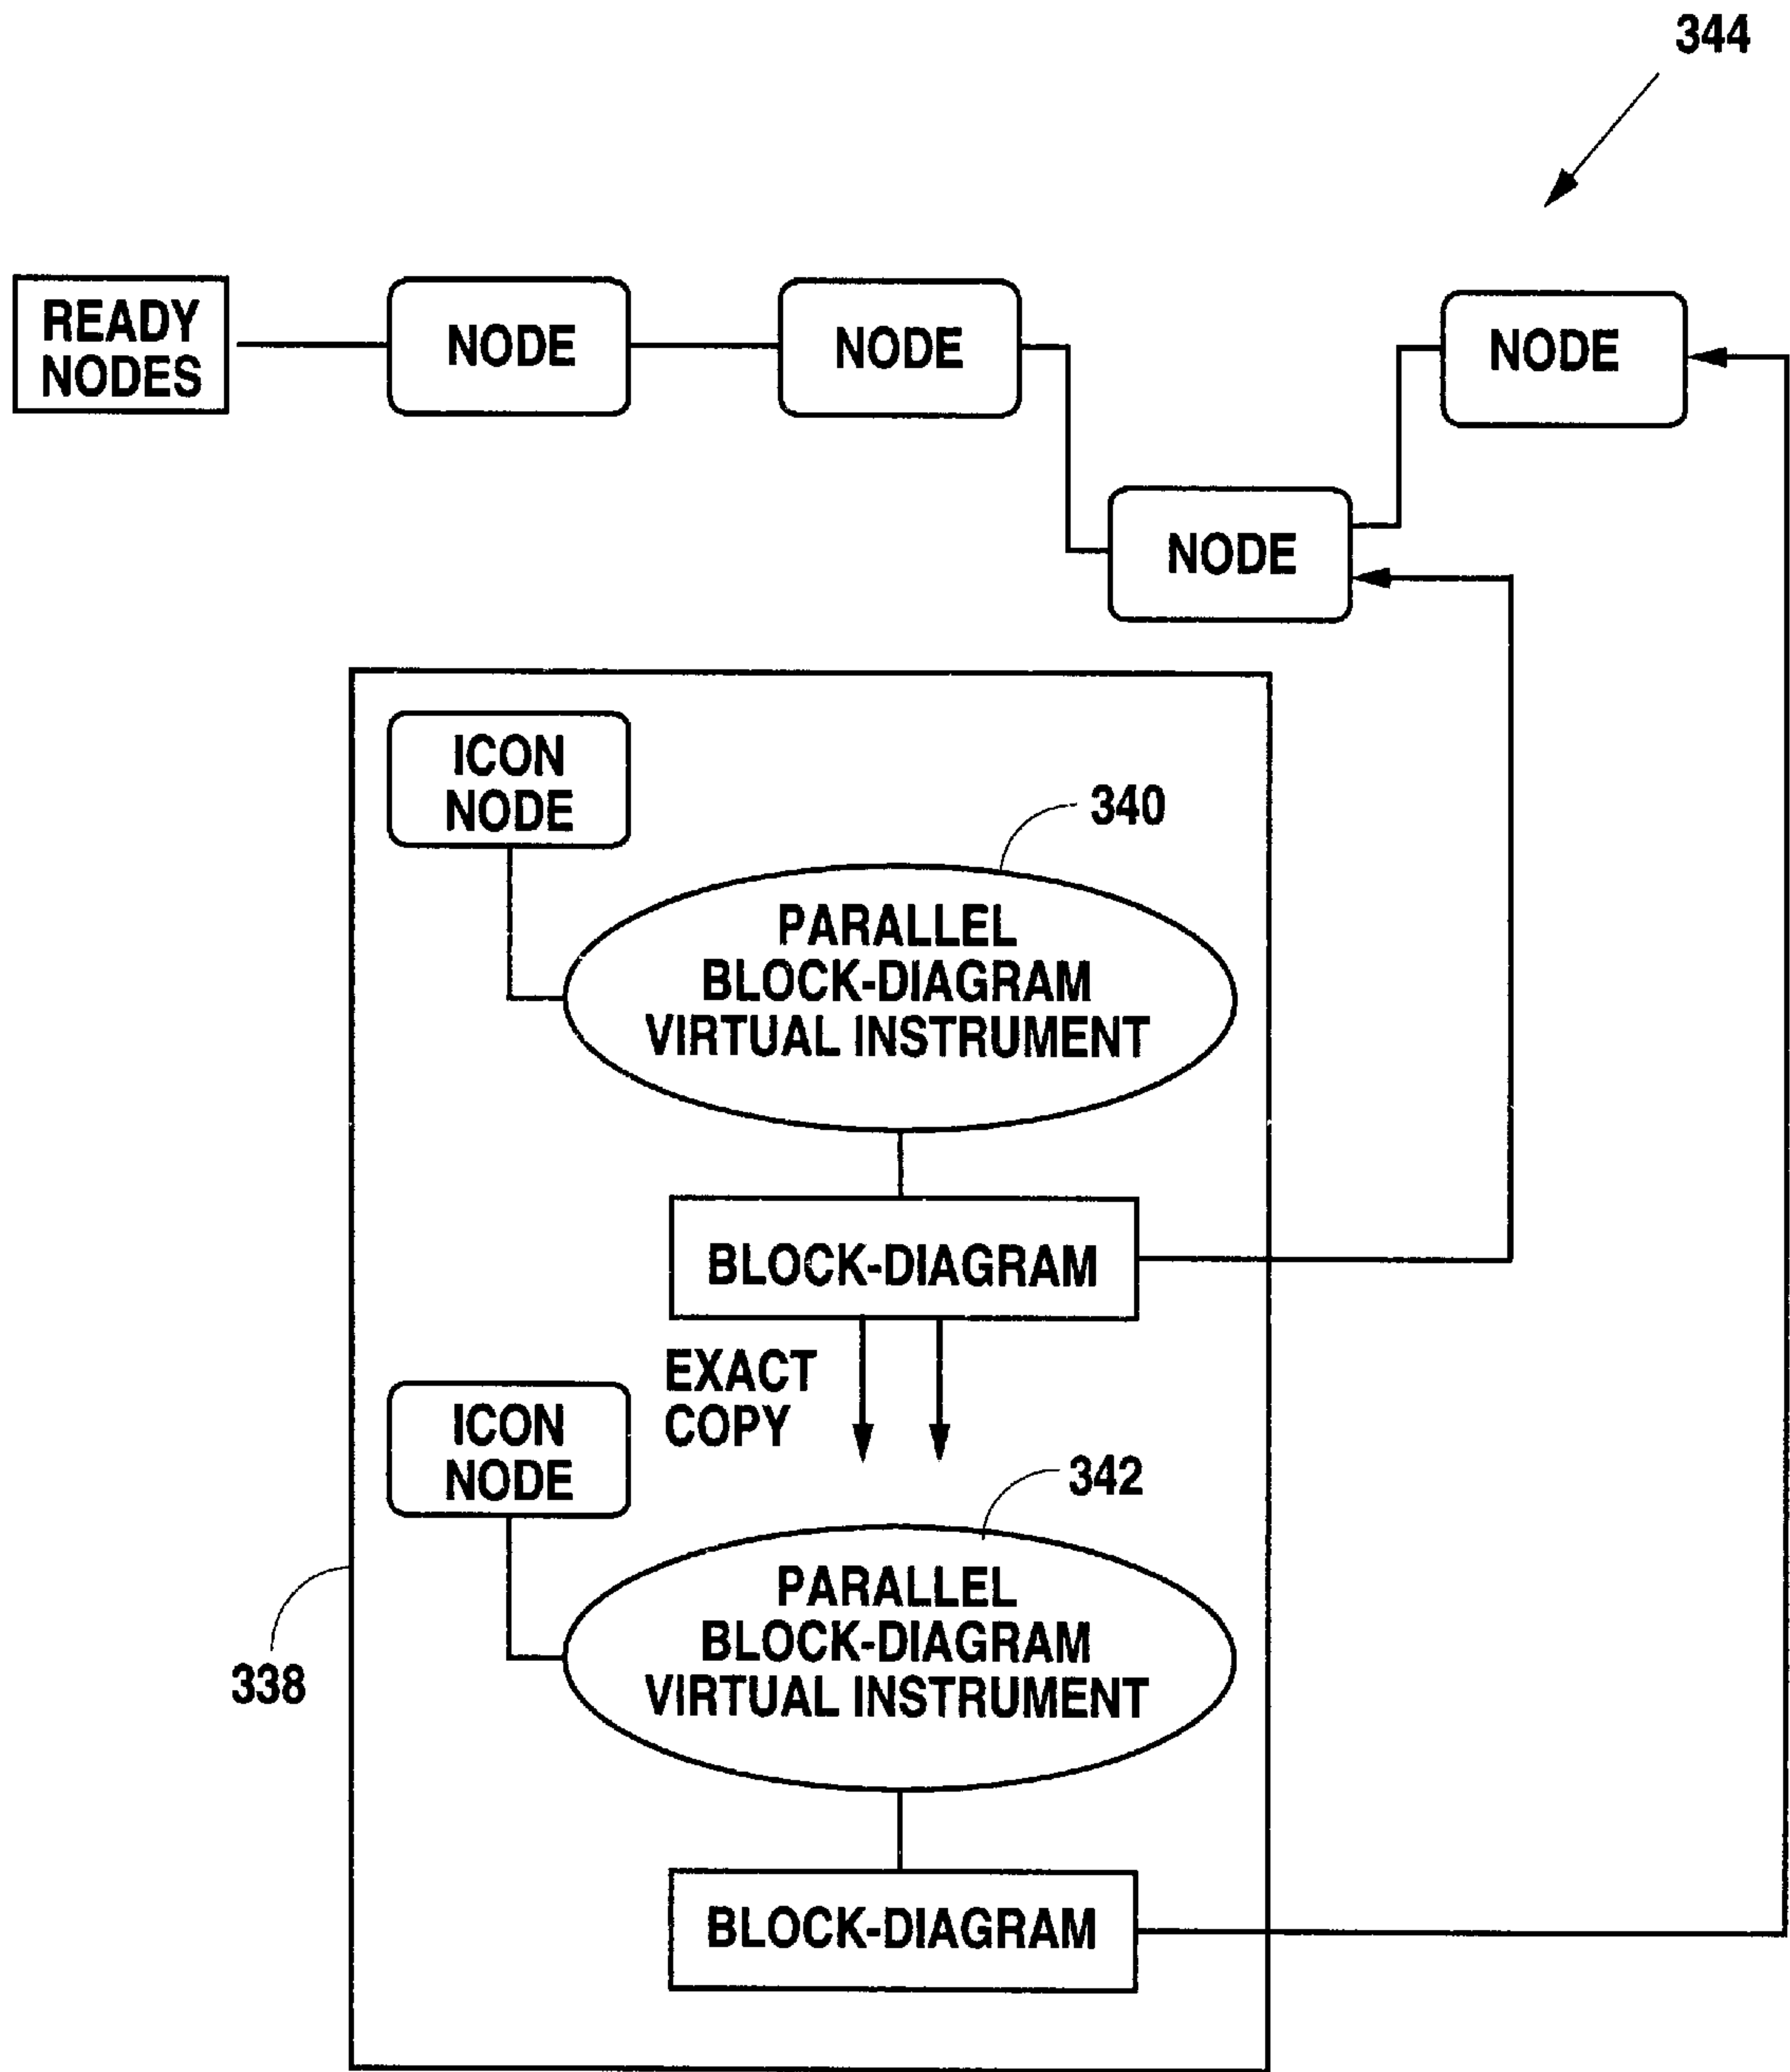 344
READY
NODES
NODE
NODE
NODE
NODE
ICON
NODE
340
PARALLEL
BLOCK-DIAGRAM
VIRTUAL INSTRUMENT
BLOCK-DIAGRAM
EXACT
COPY
ICON
NODE
342
PARALLEL
BLOCK-DIAGRAM
VIRTUAL INSTRUMENT
338
BLOCK-DIAGRAM